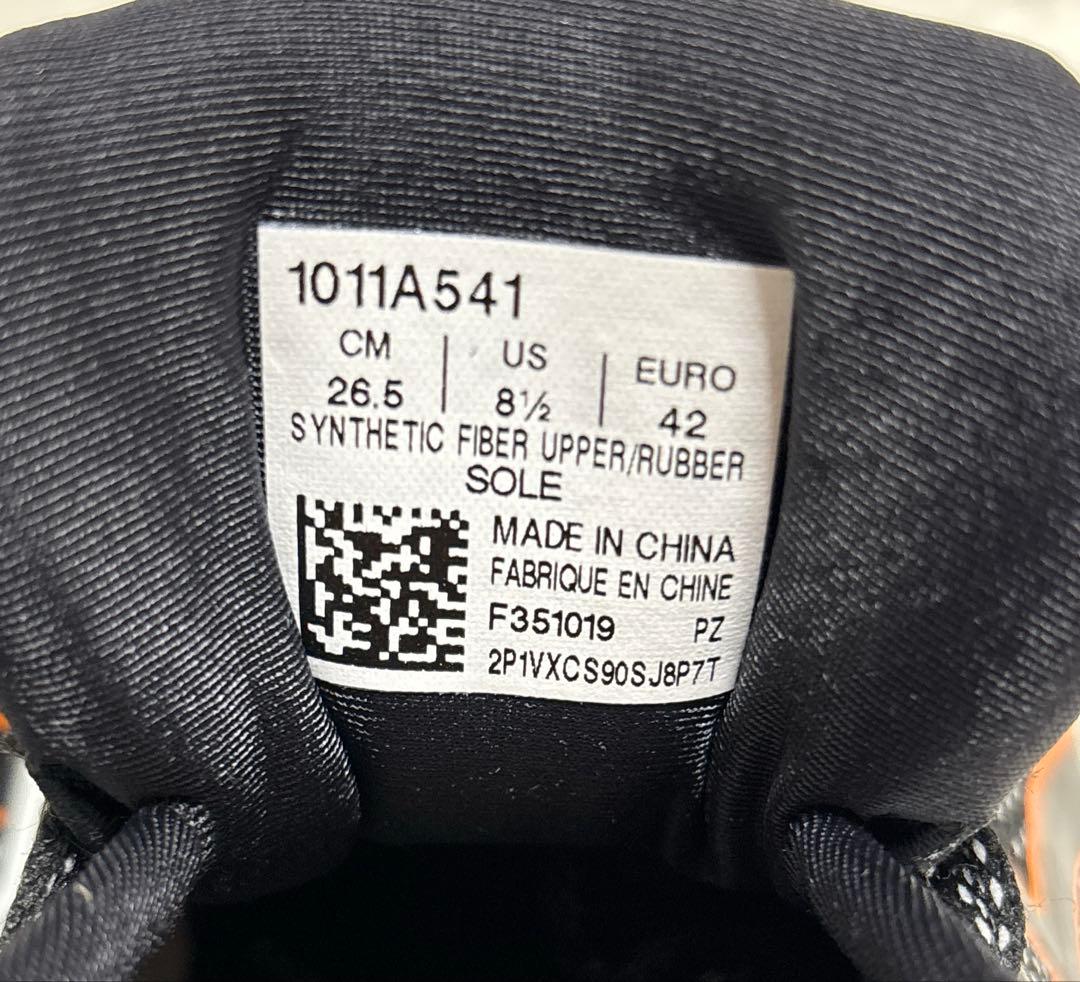 1011A541
CM | US | EURO
26.5 | 8½ | 42
SYNTHETIC FIBER UPPER/RUBBER
SOLE
MADE IN CHINA
FABRIQUE EN CHINE
F351019 PZ
2P1VXCS90SJ8P7T